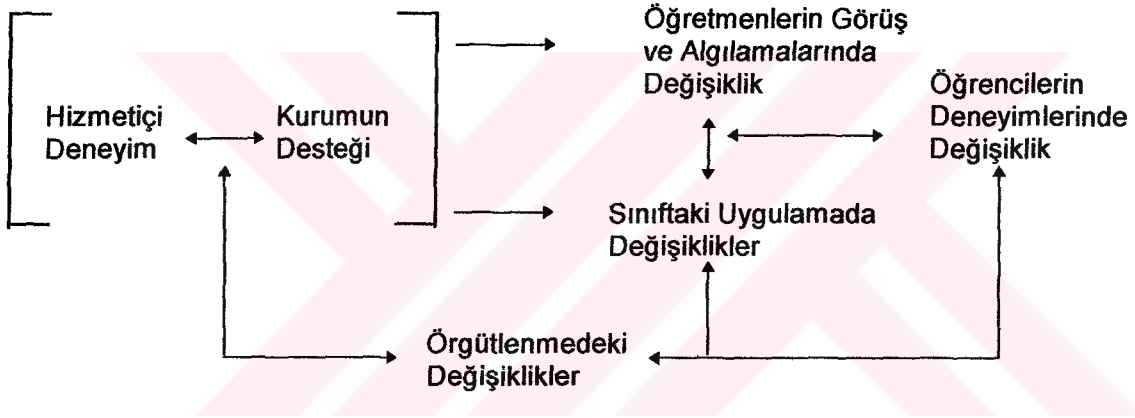 Öğretmenlerin Görüş
ve Algılamalarında
Değişiklik
Hizmetiçi
Deneyim
Kurumun
Desteği
Öğrencilerin
Deneyimlerinde
Değişiklik
Sınıftaki Uygulamada
Değişiklikler
Örgütlenmedeki
Değişiklikler